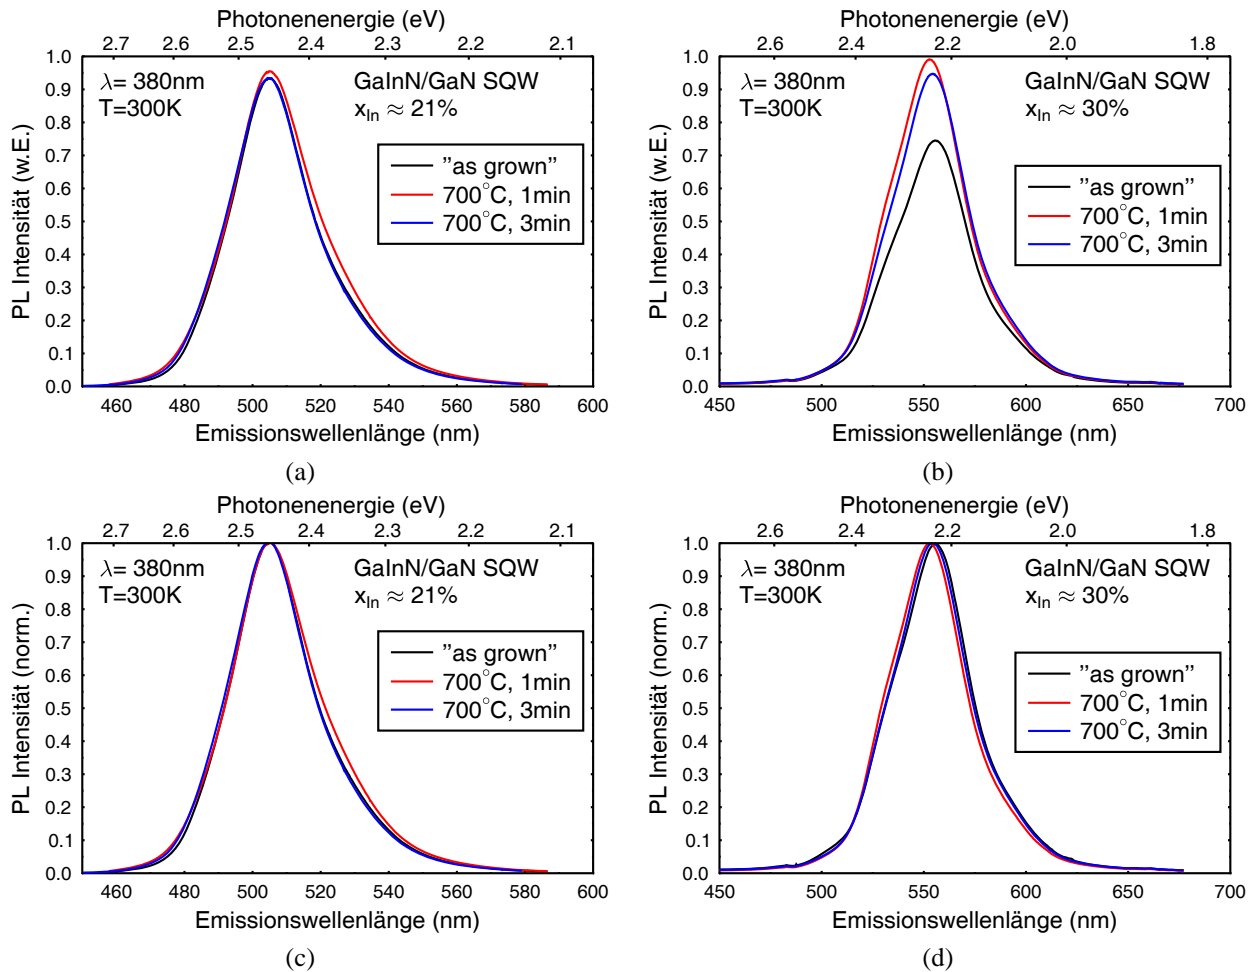 Photonenenergie (eV)
2.7 2.6 2.5 2.4 2.3 2.2 2.1
PL Intensität (w.E.)
1.0
0.9
0.8
0.7
0.6
0.5
0.4
0.3
0.2
0.1
0.0
λ= 380nm
T=300K
GaInN/GaN SQW
xIn ≈ 21%
"as grown"
700°C, 1min
700°C, 3min
460 480 500 520 540 560 580 600
Emissionswellenlänge (nm)
(a)
Photonenenergie (eV)
2.6 2.4 2.2 2.0 1.8
PL Intensität (w.E.)
1.0
0.9
0.8
0.7
0.6
0.5
0.4
0.3
0.2
0.1
0.0
λ= 380nm
T=300K
GaInN/GaN SQW
xIn ≈ 30%
"as grown"
700°C, 1min
700°C, 3min
450 500 550 600 650 700
Emissionswellenlänge (nm)
(b)
Photonenenergie (eV)
2.7 2.6 2.5 2.4 2.3 2.2 2.1
PL Intensität (norm.)
1.0
0.9
0.8
0.7
0.6
0.5
0.4
0.3
0.2
0.1
0.0
λ= 380nm
T=300K
GaInN/GaN SQW
xIn ≈ 21%
"as grown"
700°C, 1min
700°C, 3min
460 480 500 520 540 560 580 600
Emissionswellenlänge (nm)
(c)
Photonenenergie (eV)
2.6 2.4 2.2 2.0 1.8
PL Intensität (norm.)
1.0
0.9
0.8
0.7
0.6
0.5
0.4
0.3
0.2
0.1
0.0
λ= 380nm
T=300K
GaInN/GaN SQW
xIn ≈ 30%
"as grown"
700°C, 1min
700°C, 3min
450 500 550 600 650 700
Emissionswellenlänge (nm)
(d)